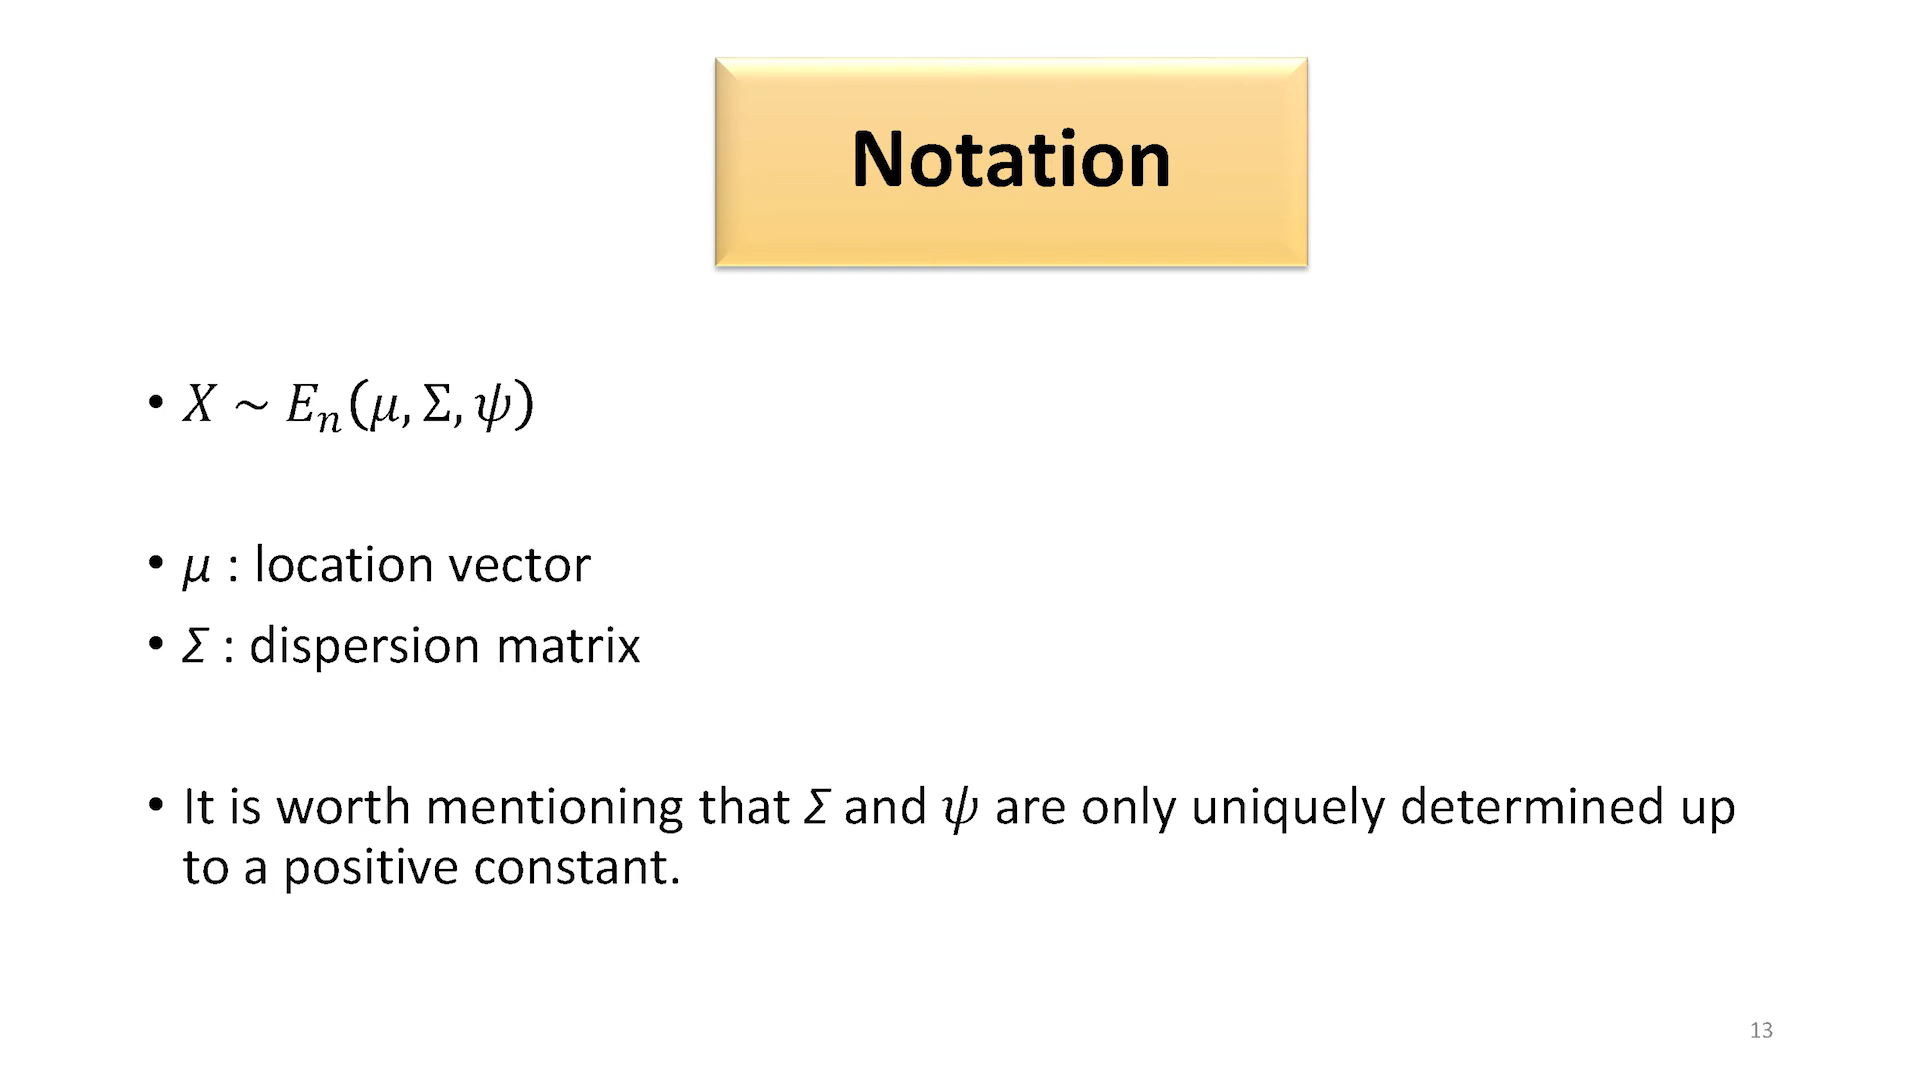 Notation
• X ~ Eₙ(μ, Σ, ψ)
• μ : location vector
• Σ : dispersion matrix
• It is worth mentioning that Σ and ψ are only uniquely determined up
to a positive constant.
13